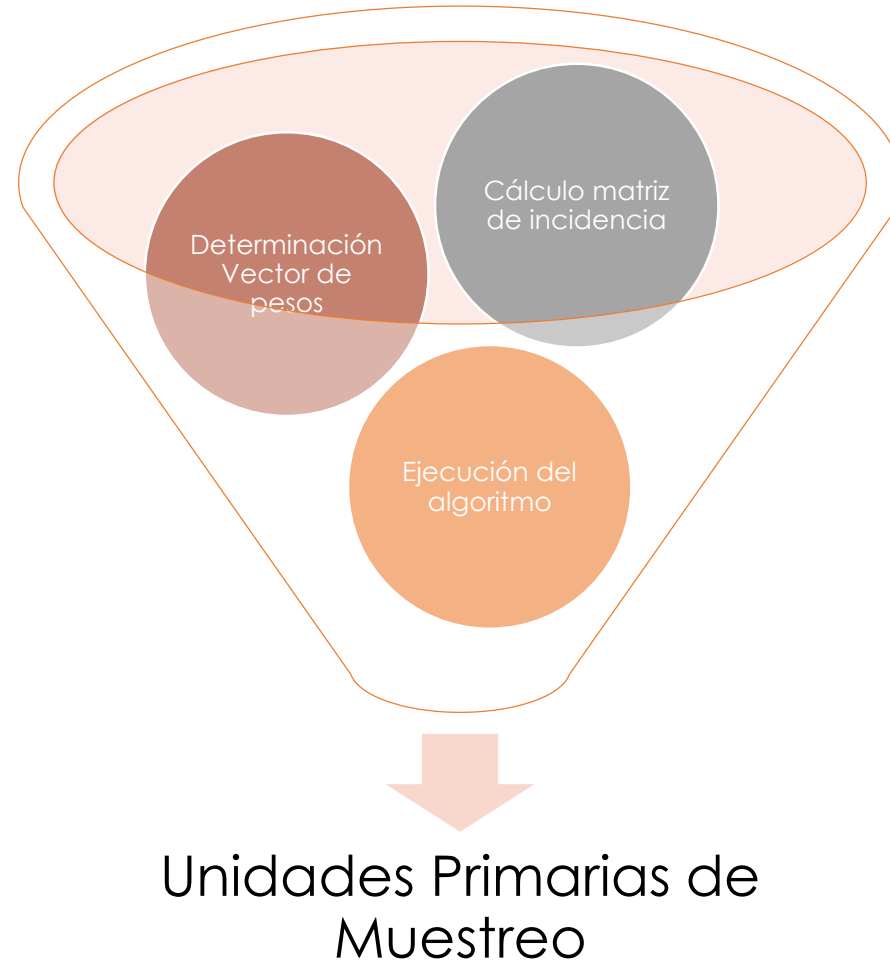 Cálculo matriz
de incidencia
Determinación
Vector de
pesos
Ejecución del
algoritmo
Unidades Primarias de
Muestreo